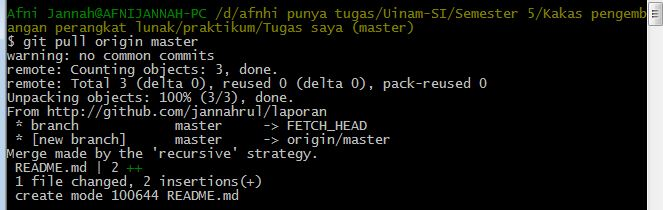 Afni Jannah@AFNIJANNAH-PC /d/afnhi punya tugas/Uinam-SI/Semester 5/Kakas pengemb
angan perangkat lunak/praktikum/Tugas saya (master)
$ git pull origin master
warning: no common commits
remote: Counting objects: 3, done.
remote: Total 3 (delta 0), reused 0 (delta 0), pack-reused 0
Unpacking objects: 100% (3/3), done.
From http://github.com/jannahrul/laporan
 * branch            master     -> FETCH_HEAD
 * [new branch]      master     -> origin/master
Merge made by the 'recursive' strategy.
 README.md | 2 ++
 1 file changed, 2 insertions(+)
 create mode 100644 README.md